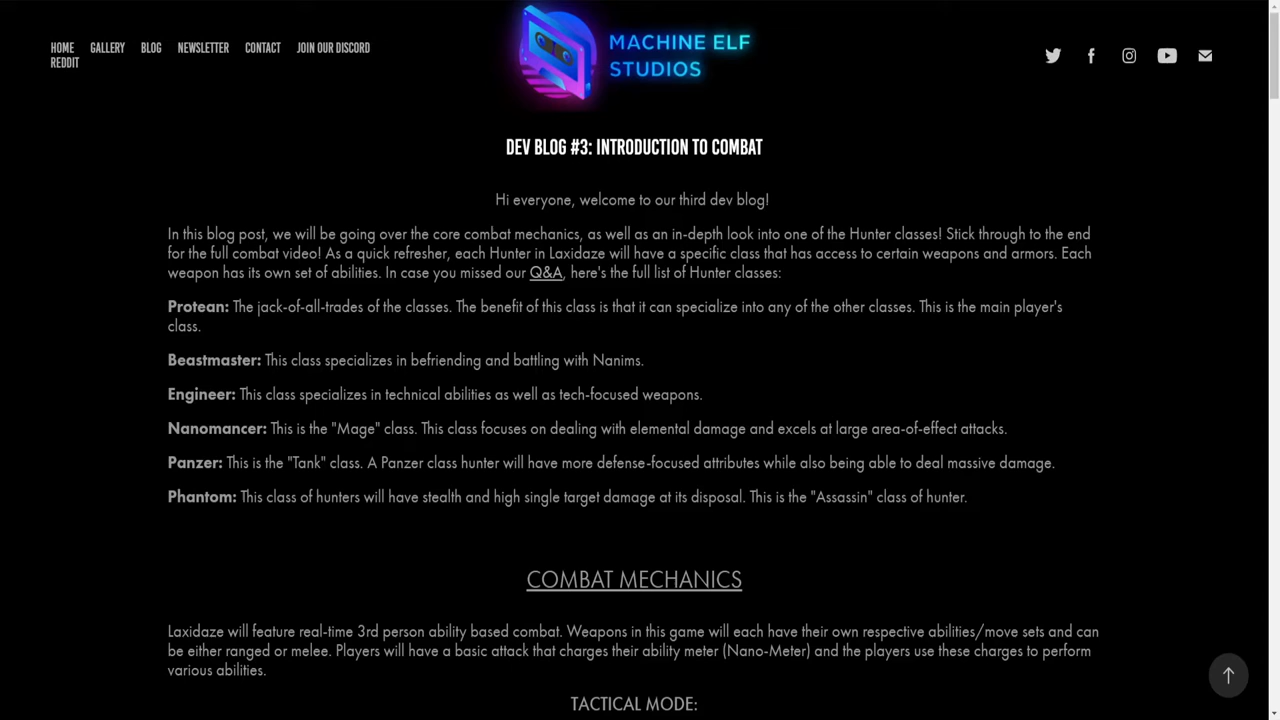 HOME GALLERY BLOG NEWSLETTER CONTACT JOIN OUR DISCORD
REDDIT
MACHINE ELF
STUDIOS
DEV BLOG #3: INTRODUCTION TO COMBAT
Hi everyone, welcome to our third dev blog!
In this blog post, we will be going over the core combat mechanics, as well as an in-depth look into one of the Hunter classes! Stick through to the end
for the full combat video! As a quick refresher, each Hunter in Laxidaze will have a specific class that has access to certain weapons and armors. Each
weapon has its own set of abilities. In case you missed our Q&A, here's the full list of Hunter classes:
Protean: The jack-of-all-trades of the classes. The benefit of this class is that it can specialize into any of the other classes. This is the main player's
class.
Beastmaster: This class specializes in befriending and battling with Nanims.
Engineer: This class specializes in technical abilities as well as tech-focused weapons.
Nanomancer: This is the "Mage" class. This class focuses on dealing with elemental damage and excels at large area-of-effect attacks.
Panzer: This is the "Tank" class. A Panzer class hunter will have more defense-focused attributes while also being able to deal massive damage.
Phantom: This class of hunters will have stealth and high single target damage at its disposal. This is the "Assassin" class of hunter.
COMBAT MECHANICS
Laxidaze will feature real-time 3rd person ability based combat. Weapons in this game will each have their own respective abilities/move sets and can
be either ranged or melee. Players will have a basic attack that charges their ability meter (Nano-Meter) and the players use these charges to perform
various abilities.
TACTICAL MODE: